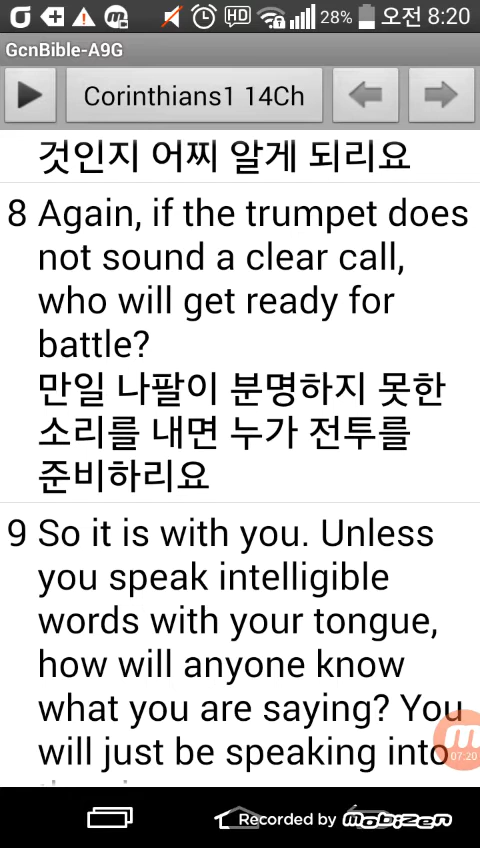 HD 28% 오전 8:20
GcnBible-A9G
Corinthians1 14Ch
것인지 어찌 알게 되리요
8 Again, if the trumpet does
not sound a clear call,
who will get ready for
battle?
만일 나팔이 분명하지 못한
소리를 내면 누가 전투를
준비하리요
9 So it is with you. Unless
you speak intelligible
words with your tongue,
how will anyone know
what you are saying? You
will just be speaking into
07:20
Recorded by Mobizen